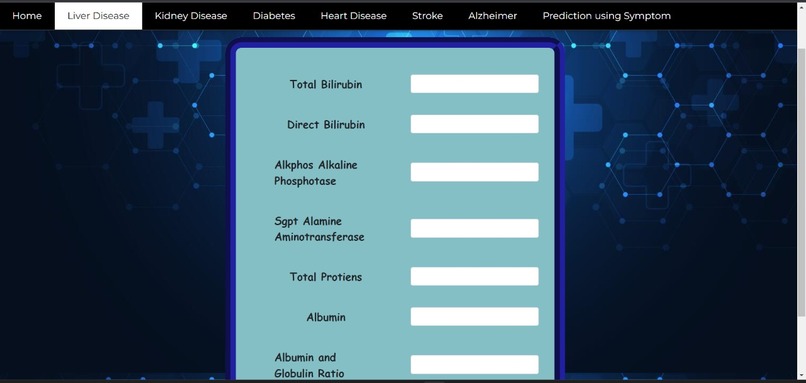 Home Liver Disease Kidney Disease Diabetes Heart Disease Stroke Alzheimer Prediction using Symptom
Total Bilirubin
Direct Bilirubin
Alkphos Alkaline
Phosphotase
Sgpt Alamine
Aminotransferase
Total Protiens
Albumin
Albumin and
Globulin Ratio